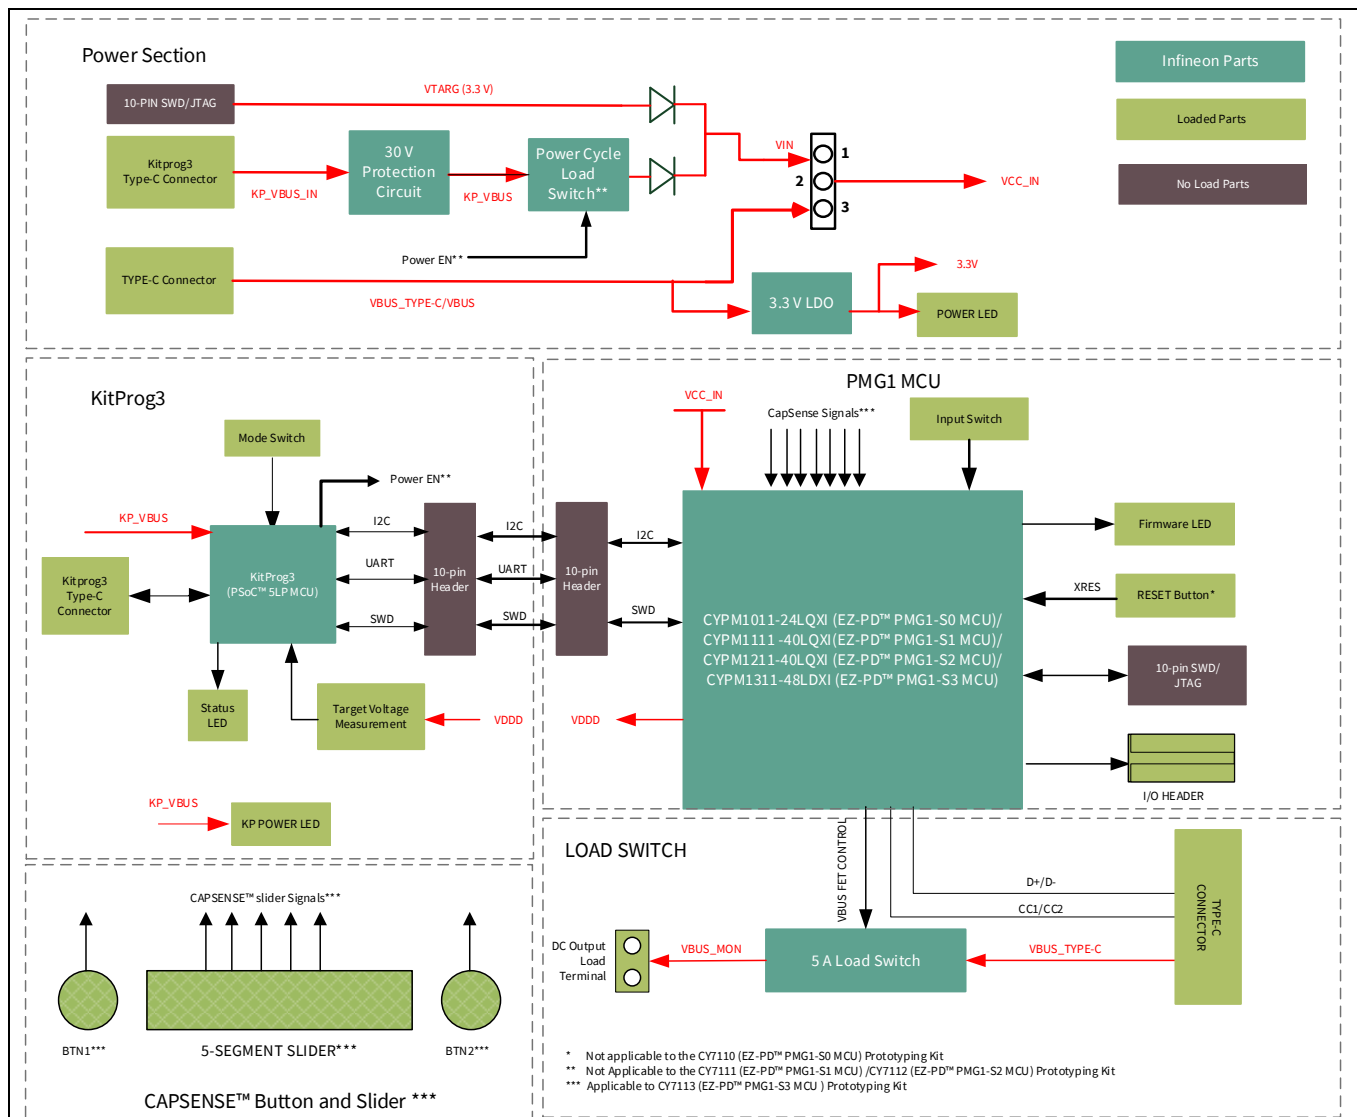 Power Section
Infineon Parts
Loaded Parts
No Load Parts
10-PIN SWD/JTAG
VTARG (3.3 V)
Kitprog3
Type-C Connector
KP_VBUS_IN
30 V
Protection
Circuit
KP_VBUS
Power Cycle
Load
Switch**
Power EN**
VIN
1
2
3
VCC_IN
TYPE-C Connector
VBUS_TYPE-C/VBUS
3.3 V LDO
3.3V
POWER LED
KitProg3
Mode Switch
Power EN**
KP_VBUS
KitProg3
(PSoC™ 5LP MCU)
Kitprog3
Type-C
Connector
I2C
UART
SWD
10-pin
Header
I2C
UART
SWD
Status
LED
Target Voltage
Measurement
VDDD
KP_VBUS
KP POWER LED
PMG1 MCU
VCC_IN
CapSense Signals***
Input Switch
10-pin
Header
I2C
SWD
VDDD
CYPM1011-24LQXI (EZ-PD™ PMG1-S0 MCU)/
CYPM1111 -40LQXI(EZ-PD™ PMG1-S1 MCU)/
CYPM1211-40LQXI (EZ-PD™ PMG1-S2 MCU)/
CYPM1311-48LDXI (EZ-PD™ PMG1-S3 MCU)
Firmware LED
XRES
RESET Button*
10-pin SWD/
JTAG
I/O HEADER
LOAD SWITCH
VBUS FET CONTROL
D+/D-
CC1/CC2
TYPE-C
CONNECTOR
DC Output
Load
Terminal
VBUS_MON
5 A Load Switch
VBUS_TYPE-C
* Not applicable to the CY7110 (EZ-PD™ PMG1-S0 MCU) Prototyping Kit
** Not Applicable to the CY7111 (EZ-PD™ PMG1-S1 MCU) /CY7112 (EZ-PD™ PMG1-S2 MCU) Prototyping Kit
*** Applicable to CY7113 (EZ-PD™ PMG1-S3 MCU ) Prototyping Kit
CAPSENSE™ slider Signals***
BTN1***
5-SEGMENT SLIDER***
BTN2***
CAPSENSE™ Button and Slider ***